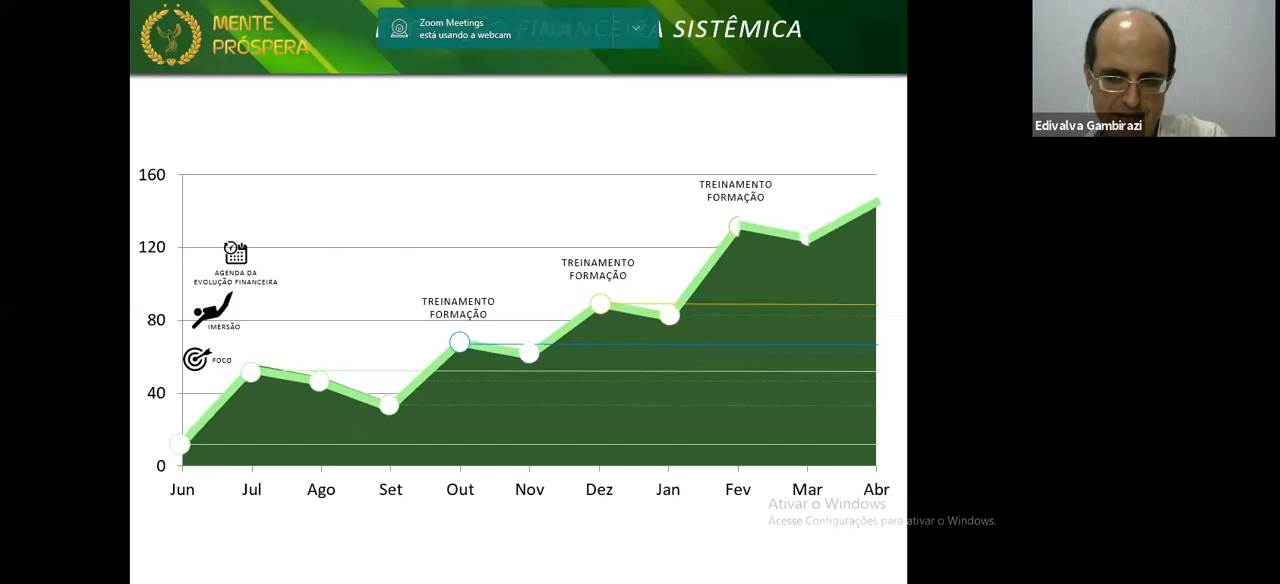 MENTE
PRÓSPERA
Zoom Meetings
está usando a webcam
FINANCEIRA SISTÊMICA
Edivalva Gambirazi
160
120
80
40
0
AGENDA DA
EVOLUÇÃO FINANCEIRA
IMERSÃO
FOCO
TREINAMENTO
FORMAÇÃO
TREINAMENTO
FORMAÇÃO
TREINAMENTO
FORMAÇÃO
Jun Jul Ago Set Out Nov Dez Jan Fev Mar Abr
Ativar o Windows
Acesse Configurações para ativar o Windows.